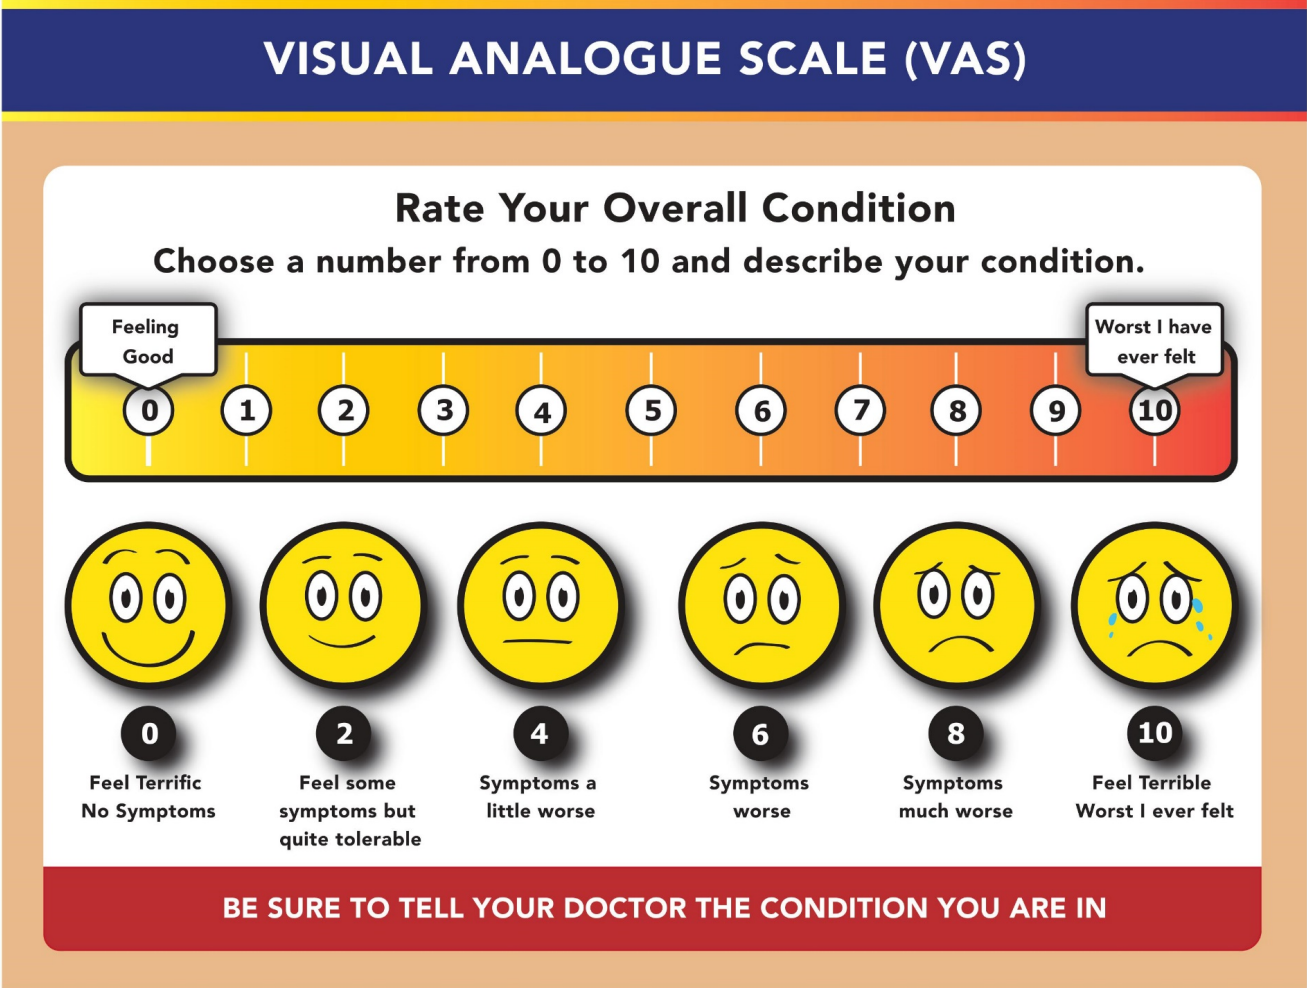 VISUAL ANALOGUE SCALE (VAS)
Rate Your Overall Condition
Choose a number from 0 to 10 and describe your condition.
Feeling
Good
Worst I have
ever felt
0 1 2 3 4 5 6 7 8 9 10
0
Feel Terrific
No Symptoms
2
Feel some
symptoms but
quite tolerable
4
Symptoms a
little worse
6
Symptoms
worse
8
Symptoms
much worse
10
Feel Terrible
Worst I ever felt
BE SURE TO TELL YOUR DOCTOR THE CONDITION YOU ARE IN